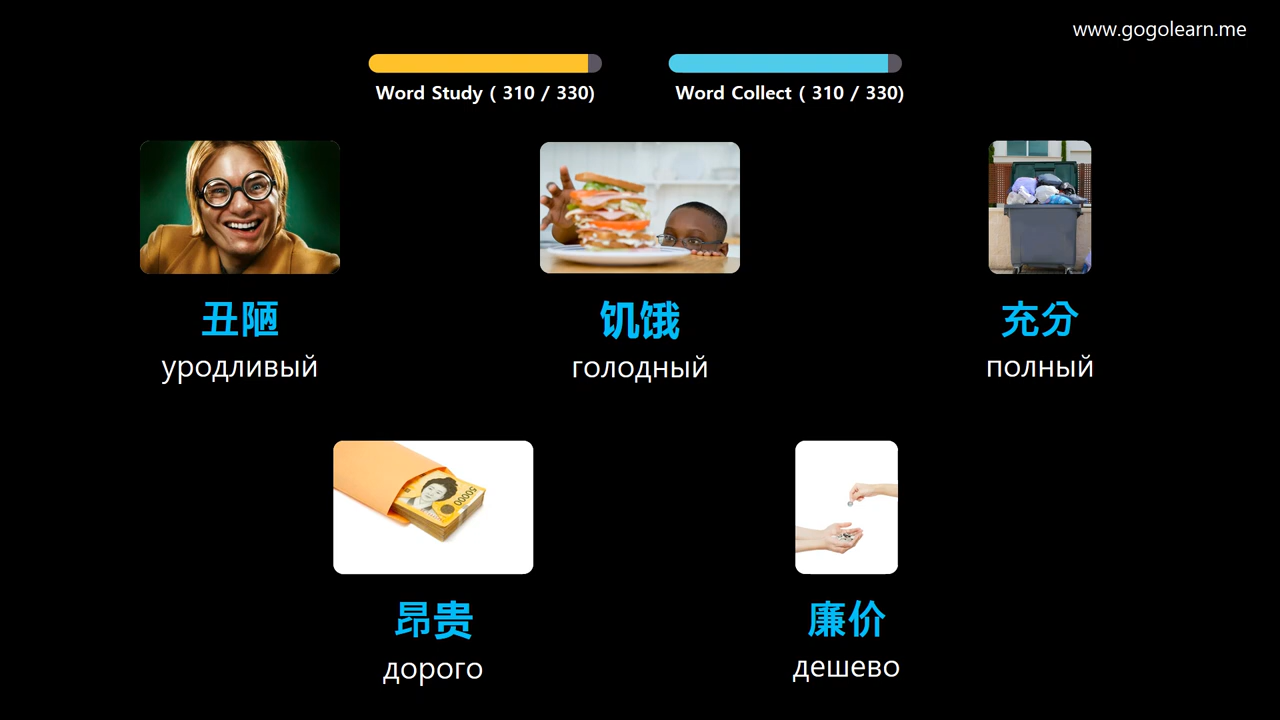 www.gogolearn.me
Word Study ( 310 / 330)
Word Collect ( 310 / 330)
丑陋
уродливый
饥饿
голодный
充分
полный
50000
昂贵
дорого
廉价
дешево